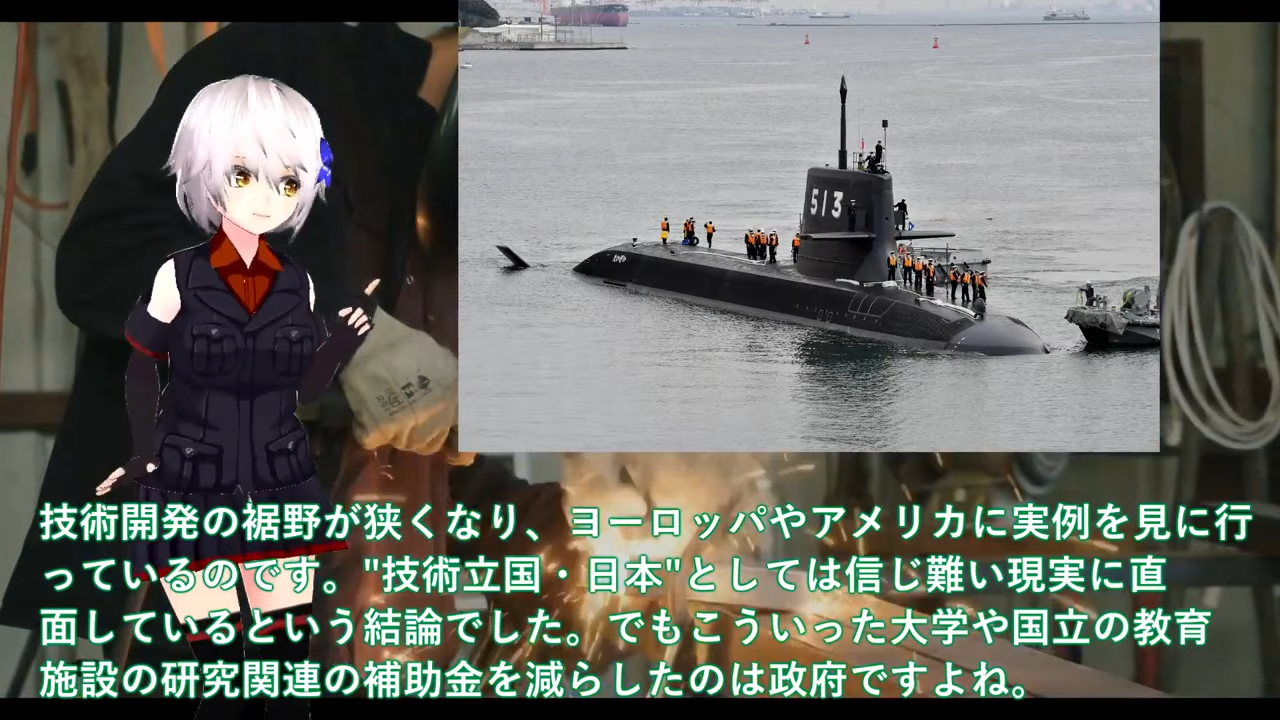 513
技術開発の裾野が狭くなり、ヨーロッパやアメリカに実例を見に行
っているのです。"技術立国・日本"としては信じ難い現実に直
面しているという結論でした。でもこういった大学や国立の教育
施設の研究関連の補助金を減らしたのは政府ですよね。